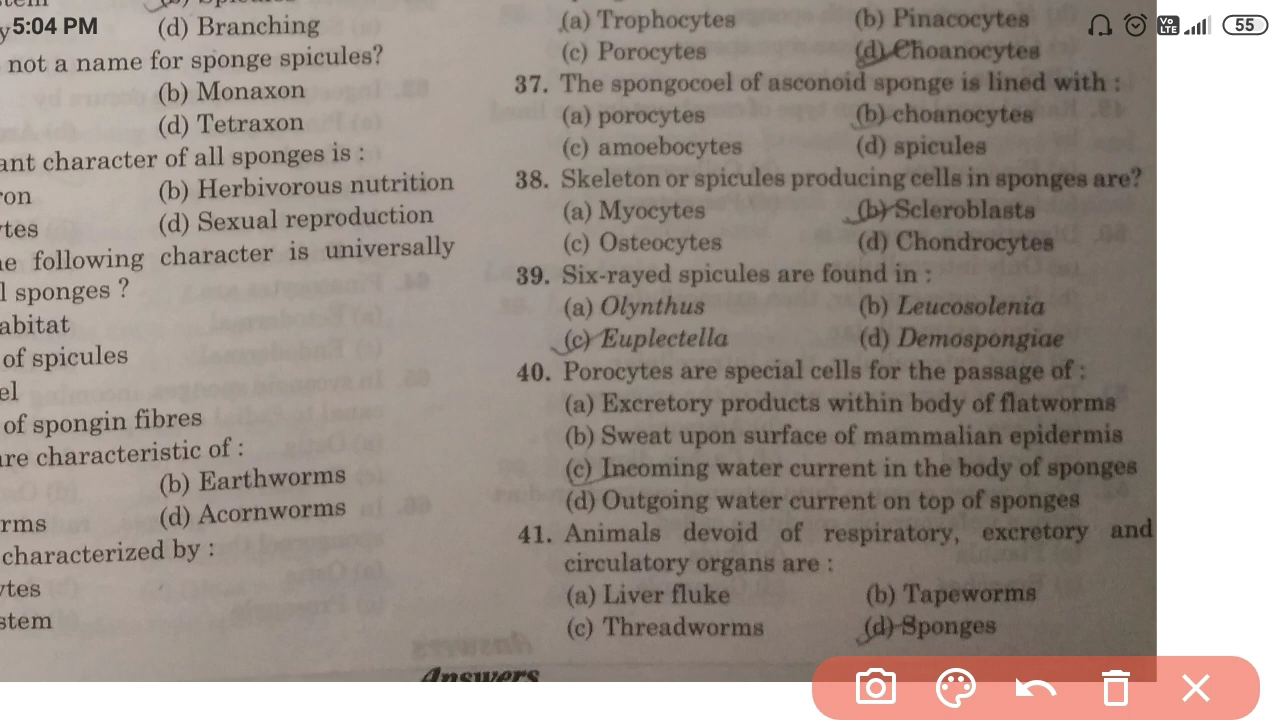 5:04 PM
(d) Branching
not a name for sponge spicules?
(b) Monaxon
(d) Tetraxon
ant character of all sponges is :
ron (b) Herbivorous nutrition
tes (d) Sexual reproduction
e following character is universally
l sponges ?
abitat
of spicules
el
of spongin fibres
are characteristic of :
(b) Earthworms
rms (d) Acornworms
characterized by :
ytes
stem
(a) Trophocytes (b) Pinacocytes
(c) Porocytes (d) Choanocytes
37. The spongocoel of asconoid sponge is lined with :
(a) porocytes (b) choanocytes
(c) amoebocytes (d) spicules
38. Skeleton or spicules producing cells in sponges are?
(a) Myocytes (b) Scleroblasts
(c) Osteocytes (d) Chondrocytes
39. Six-rayed spicules are found in :
(a) Olynthus (b) Leucosolenia
(c) Euplectella (d) Demospongiae
40. Porocytes are special cells for the passage of :
(a) Excretory products within body of flatworms
(b) Sweat upon surface of mammalian epidermis
(c) Incoming water current in the body of sponges
(d) Outgoing water current on top of sponges
41. Animals devoid of respiratory, excretory and
circulatory organs are :
(a) Liver fluke (b) Tapeworms
(c) Threadworms (d) Sponges
Answers
Vo LTE 55